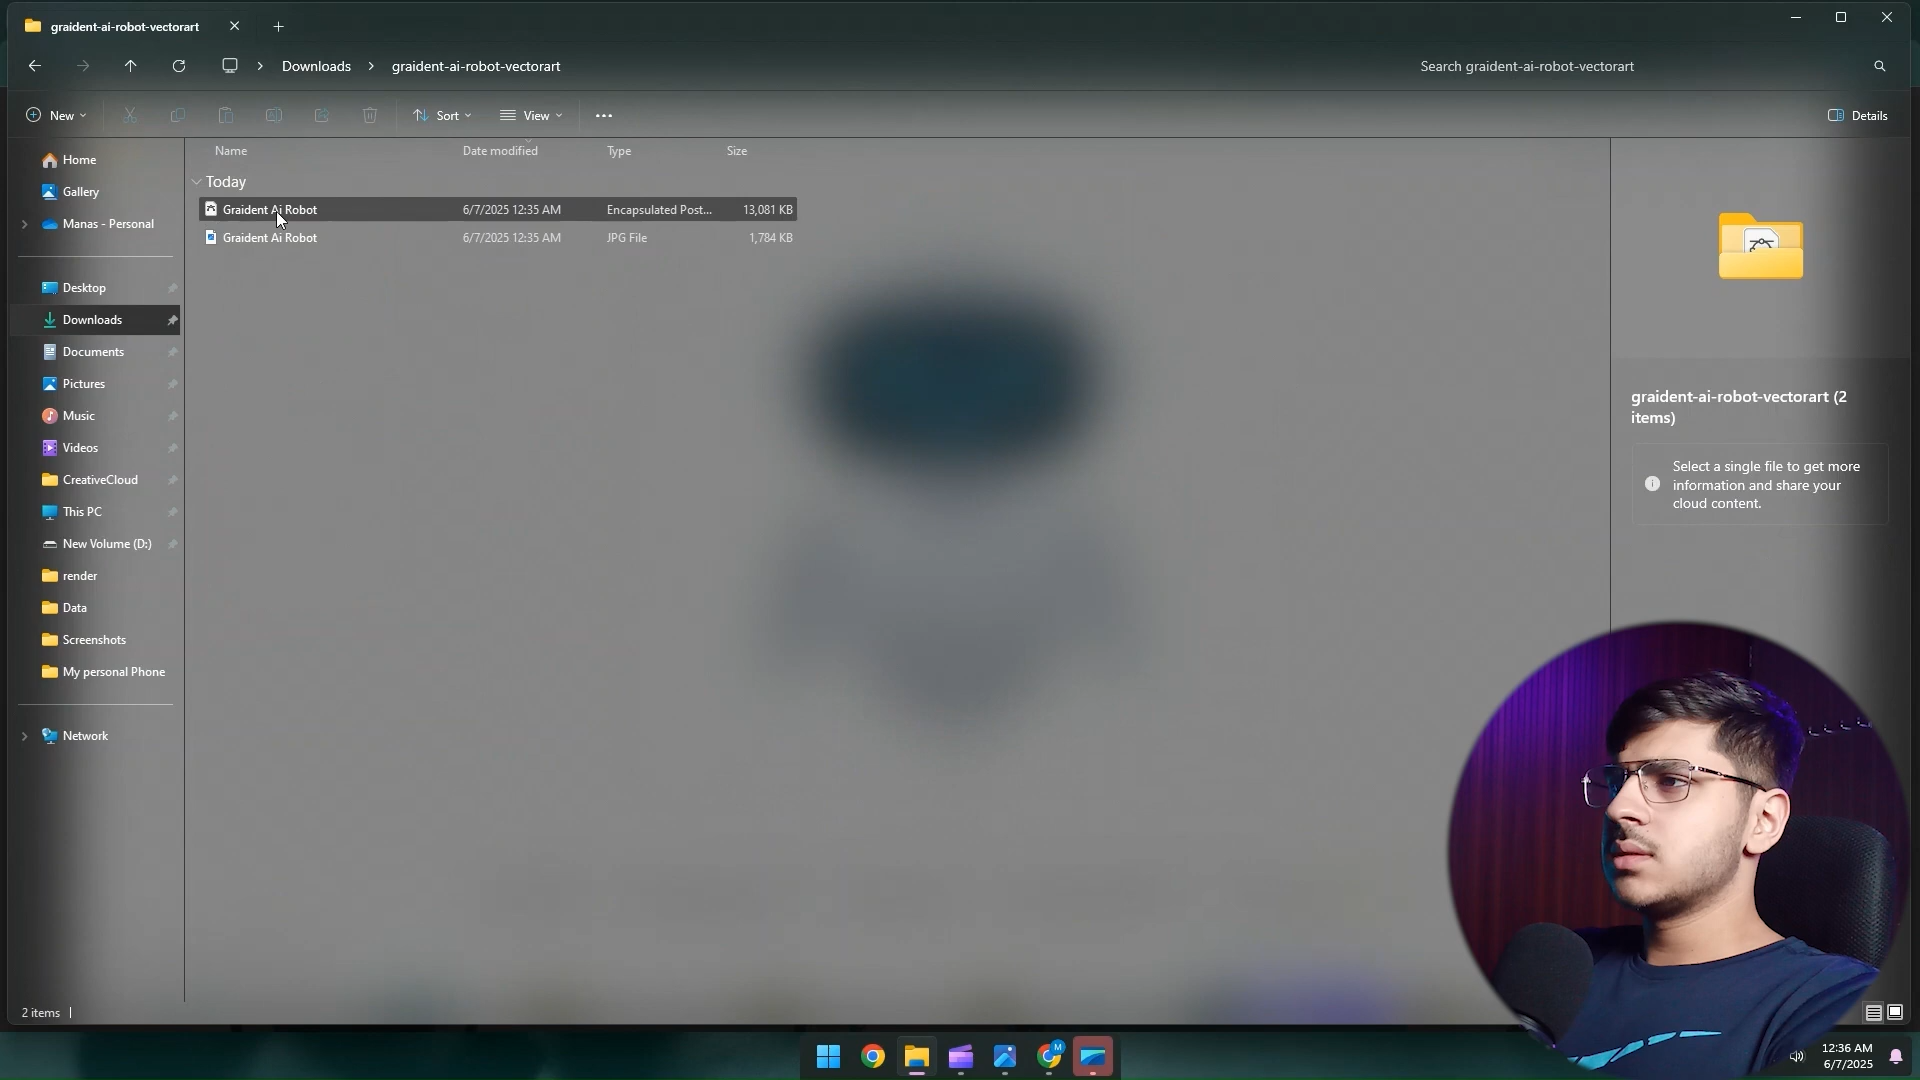 graident-ai-robot-vectorart
Downloads
graident-ai-robot-vectorart
Search graident-ai-robot-vectorart
New
Sort
View
Details
Home
Gallery
Manas - Personal
Desktop
Downloads
Documents
Pictures
Music
Videos
CreativeCloud
This PC
New Volume (D:)
render
Data
Screenshots
My personal Phone
Network
Name Date modified Type Size
Today
Graident Ai Robot 6/7/2025 12:35 AM Encapsulated Post... 13,081 KB
Graident Ai Robot 6/7/2025 12:35 AM JPG File 1,784 KB
graident-ai-robot-vectorart (2
items)
Select a single file to get more
information and share your
cloud content.
2 items
M
12:36 AM
6/7/2025